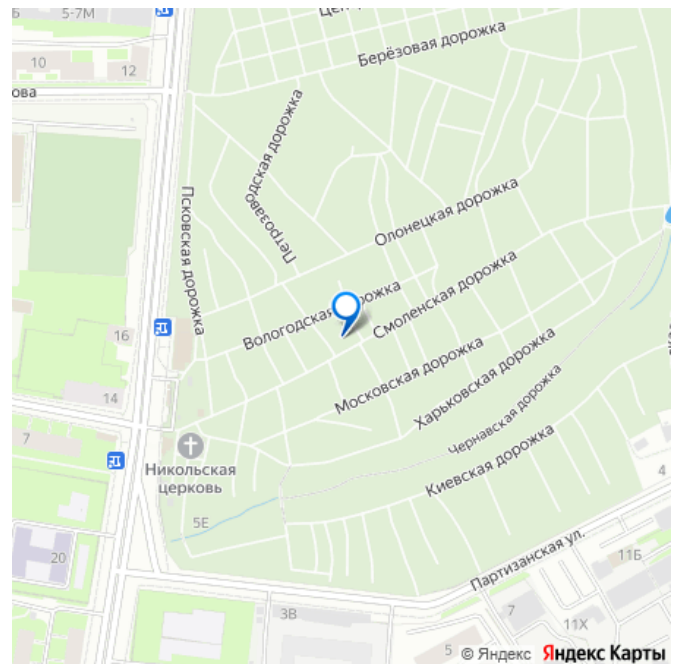 Б
5-7М
Берёзовая дорожка
10
12
ова
Петрозаводская дорожка
Псковская дорожка
Олонецкая дорожка
Вологодская дорожка
Смоленская дорожка
16
Московская дорожка
Харьковская дорожка
14
7
Чернавская дорожка
Никольская
церковь
Киевская дорожка
4
5Е
Партизанская ул.
11Б
20
3В
7
11Х
5
© Яндекс Яндекс Карты